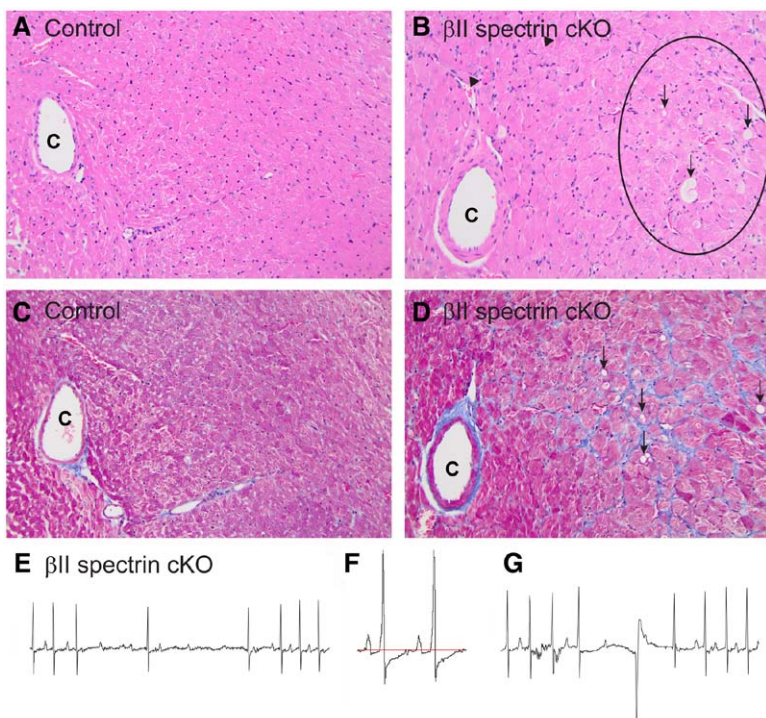 A Control
B βII spectrin cKO
C
C
C Control
D βII spectrin cKO
C
C
E βII spectrin cKO
F
G